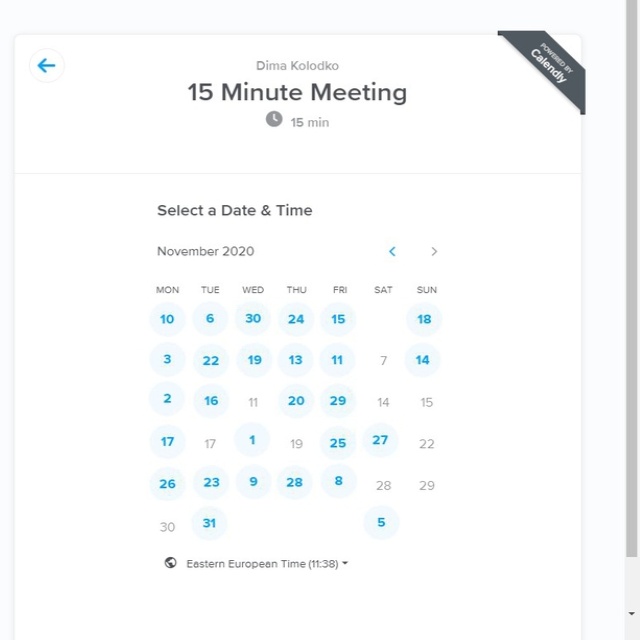 POWERED BY
Calendly
Dima Kolodko
15 Minute Meeting
15 min
Select a Date & Time
November 2020
MON TUE WED THU FRI SAT SUN
10 6 30 24 15 18
3 22 19 13 11 7 14
2 16 11 20 29 14 15
17 17 1 19 25 27 22
26 23 9 28 8 28 29
30 31 5
Eastern European Time (11:38)